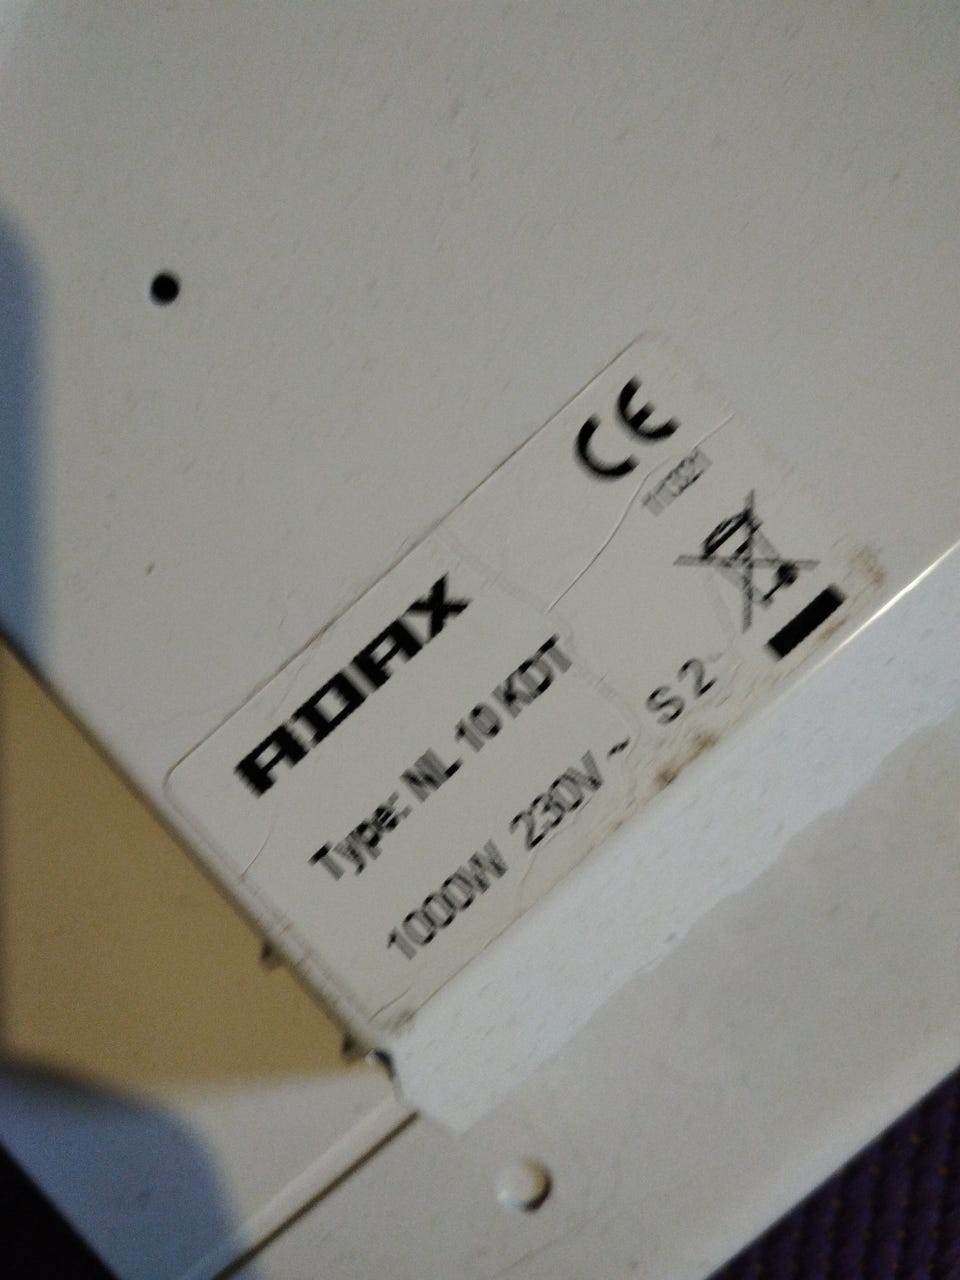 ADAX
Type: NL 10 KDT
1000W 230V~ S2
CE